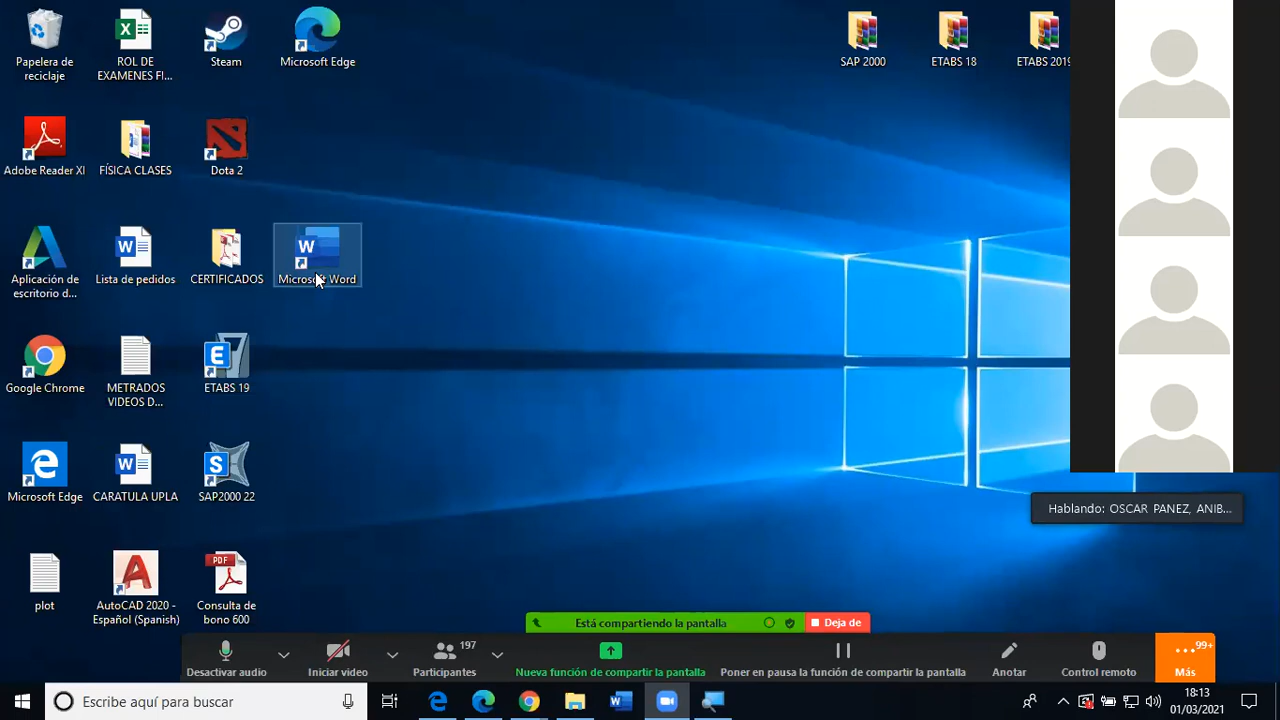 Papelera de
reciclaje
ROL DE
EXAMENES FI...
Steam
Microsoft Edge
SAP 2000
ETABS 18
ETABS 2019
Adobe Reader XI
FÍSICA CLASES
Dota 2
Aplicación de
escritorio d...
Lista de pedidos
CERTIFICADOS
Microsoft Word
Google Chrome
METRADOS
VIDEOS D...
ETABS 19
Microsoft Edge
CARATULA UPLA
SAP2000 22
Hablando: OSCAR PANEZ, ANIB...
plot
AutoCAD 2020 -
Español (Spanish)
PDF
Consulta de
bono 600
Está compartiendo la pantalla
Deja de
Desactivar audio
Iniciar video
197
Participantes
Nueva función de compartir la pantalla
Poner en pausa la función de compartir la pantalla
Anotar
Control remoto
99+
Más
Escribe aquí para buscar
18:13
01/03/2021